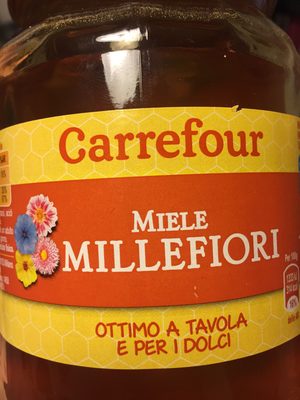 Carrefour
MIELE
MILLEFIORI
OTTIMO A TAVOLA
E PER I DOLCI